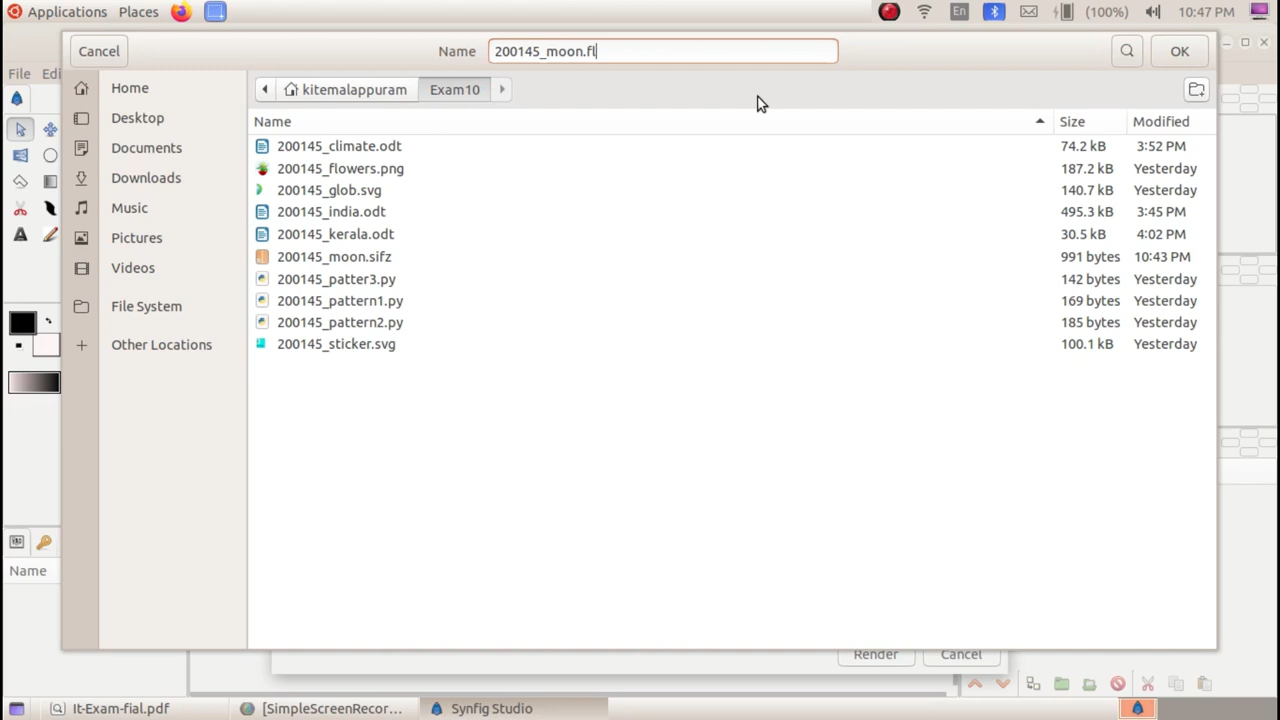 Applications Places En (100%) 10:47 PM
Cancel Name 200145_moon.fl OK
File Edi
Home kitemalappuram Exam10
Desktop
Documents
Downloads
Music
Pictures
Videos
File System
Other Locations
Name Size Modified
200145_climate.odt 74.2 kB 3:52 PM
200145_flowers.png 187.2 kB Yesterday
200145_glob.svg 140.7 kB Yesterday
200145_india.odt 495.3 kB 3:45 PM
200145_kerala.odt 30.5 kB 4:02 PM
200145_moon.sifz 991 bytes 10:43 PM
200145_patter3.py 142 bytes Yesterday
200145_pattern1.py 169 bytes Yesterday
200145_pattern2.py 185 bytes Yesterday
200145_sticker.svg 100.1 kB Yesterday
Name
Render Cancel
It-Exam-fial.pdf [SimpleScreenRecor... Synfig Studio